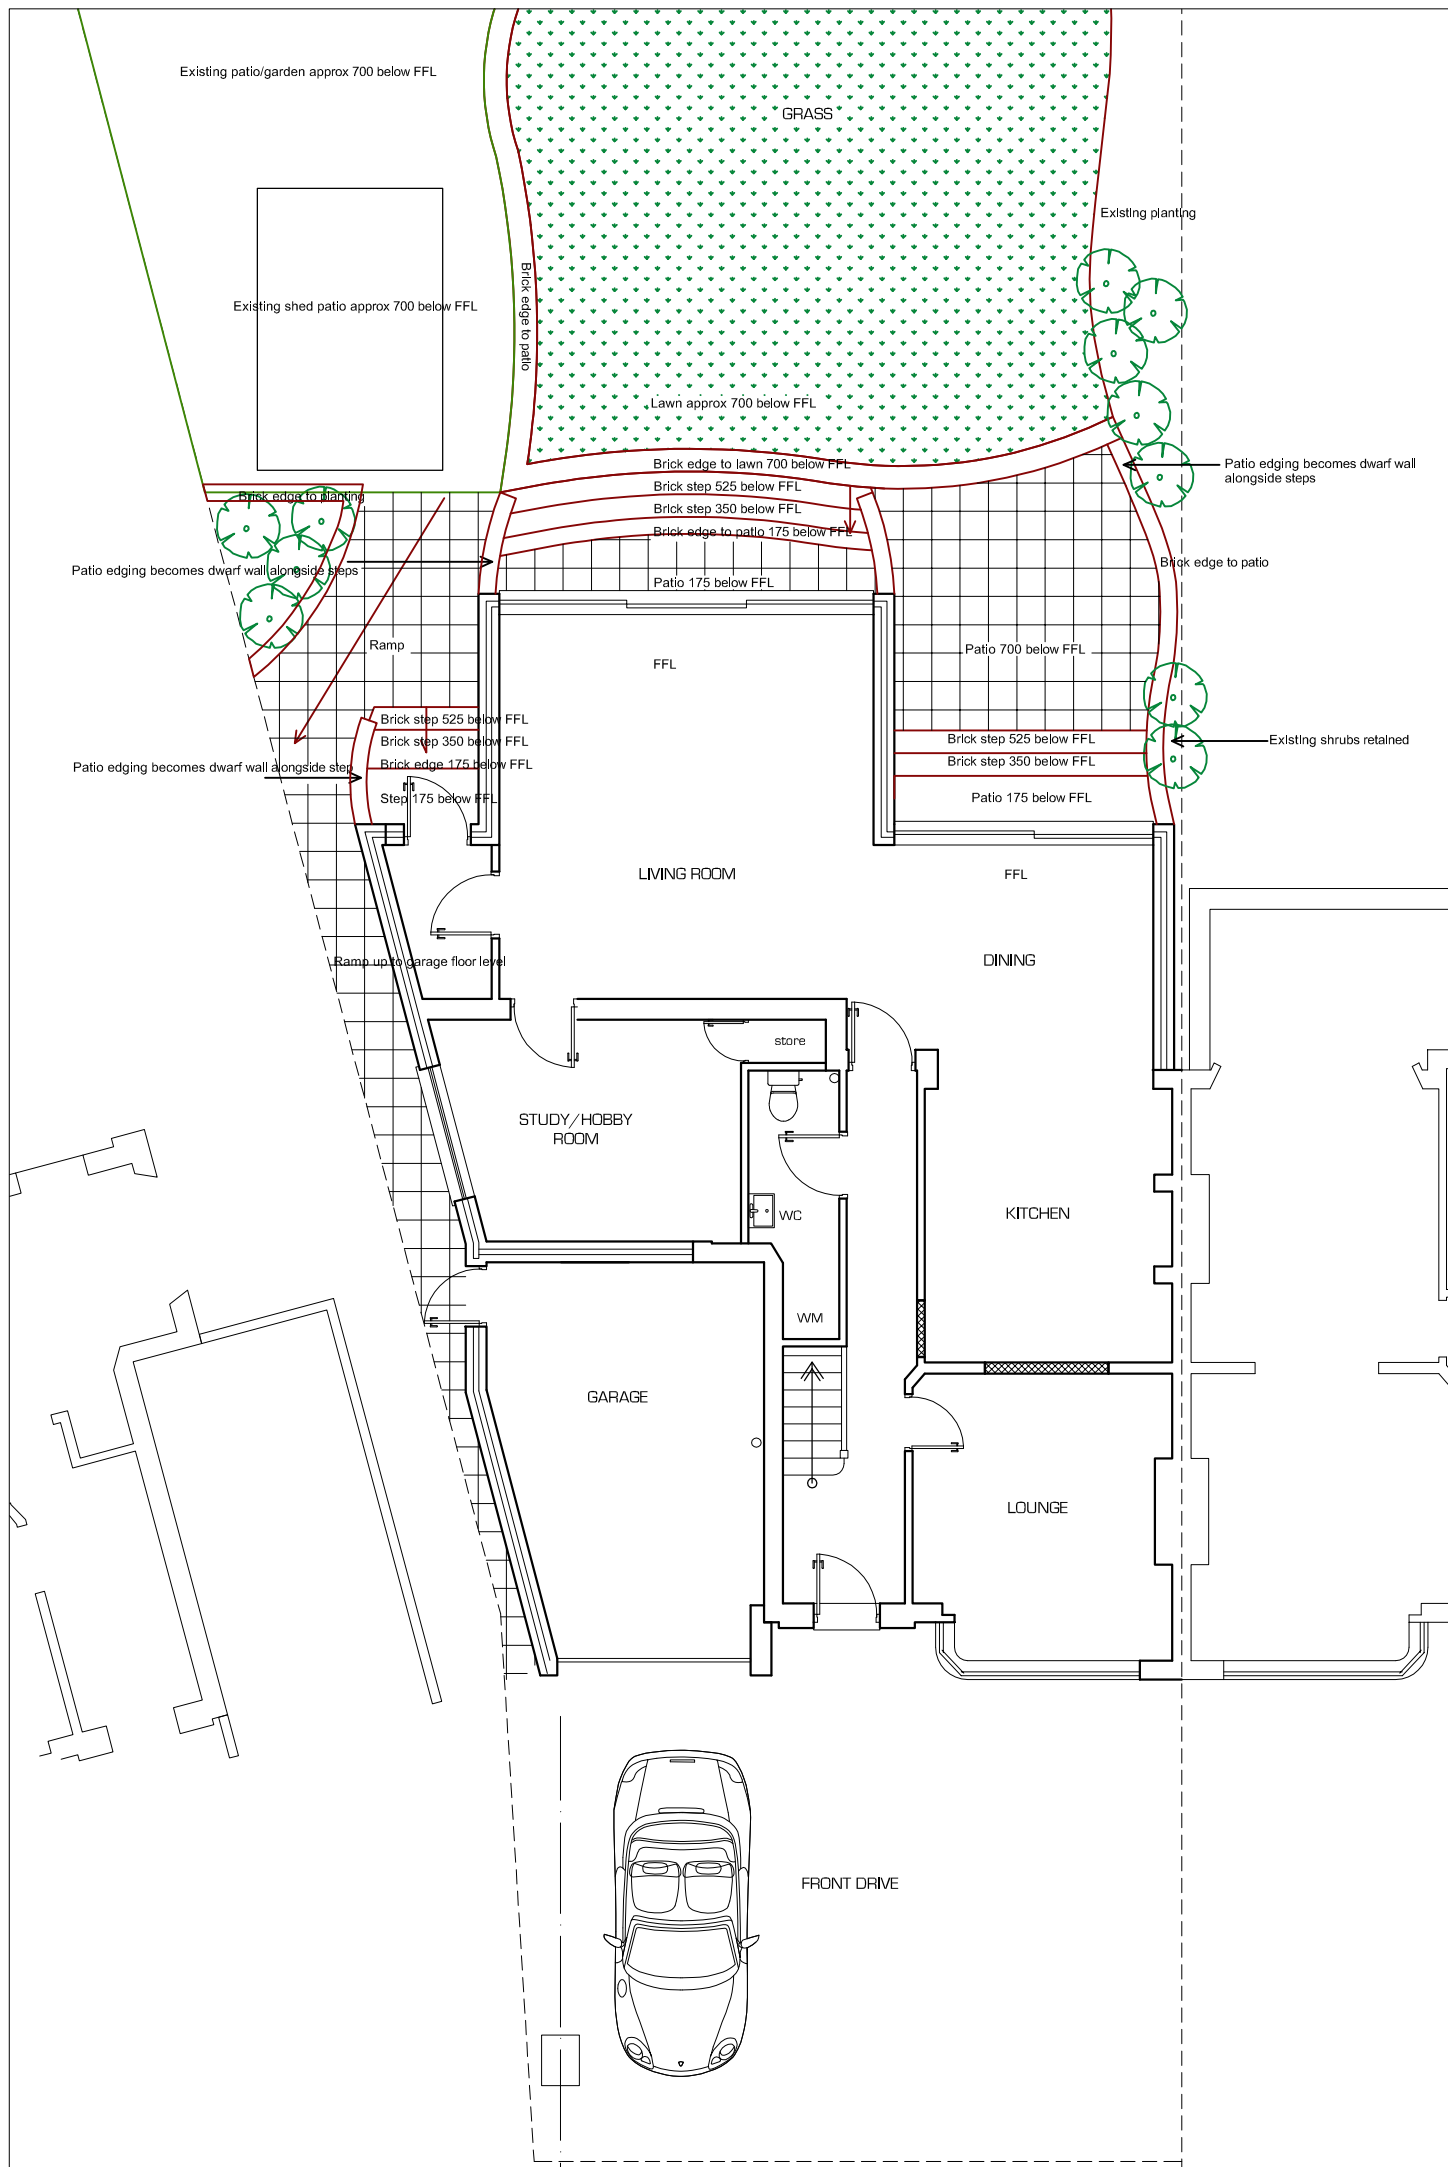 Existing patio/garden approx 700 below FFL
GRASS
Existing planting
Brick edge to patio
Existing shed patio approx 700 below FFL
Lawn approx 700 below FFL
Brick edge to lawn 700 below FFL
Patio edging becomes dwarf wall
alongside steps
Brick step 525 below FFL
Brick edge to planting
Brick step 350 below FFL
Brick edge to patio 175 below FFL
Brick edge to patio
Patio edging becomes dwarf wall alongside steps
Patio 175 below FFL
Ramp
Patio 700 below FFL
FFL
Brick step 525 below FFL
Brick step 525 below FFL
Existing shrubs retained
Brick step 350 below FFL
Brick step 350 below FFL
Patio edging becomes dwarf wall alongside step
Brick edge 175 below FFL
Step 175 below FFL
Patio 175 below FFL
LIVING ROOM
FFL
Ramp up to garage floor level
DINING
store
STUDY/HOBBY
ROOM
WC
KITCHEN
WM
GARAGE
LOUNGE
FRONT DRIVE